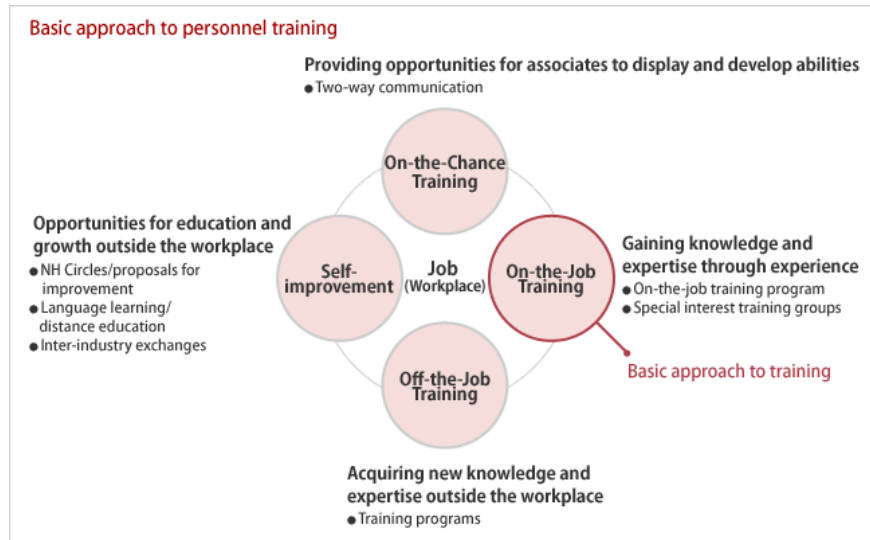 Basic approach to personnel training
Providing opportunities for associates to display and develop abilities
● Two-way communication
On-the-Chance
Training
Opportunities for education and
growth outside the workplace
● NH Circles/proposals for
improvement
● Language learning/
distance education
● Inter-industry exchanges
Self-
improvement
Job
(Workplace)
On-the-Job
Training
Gaining knowledge and
expertise through experience
● On-the-job training program
● Special interest training groups
Basic approach to training
Off-the-Job
Training
Acquiring new knowledge and
expertise outside the workplace
● Training programs